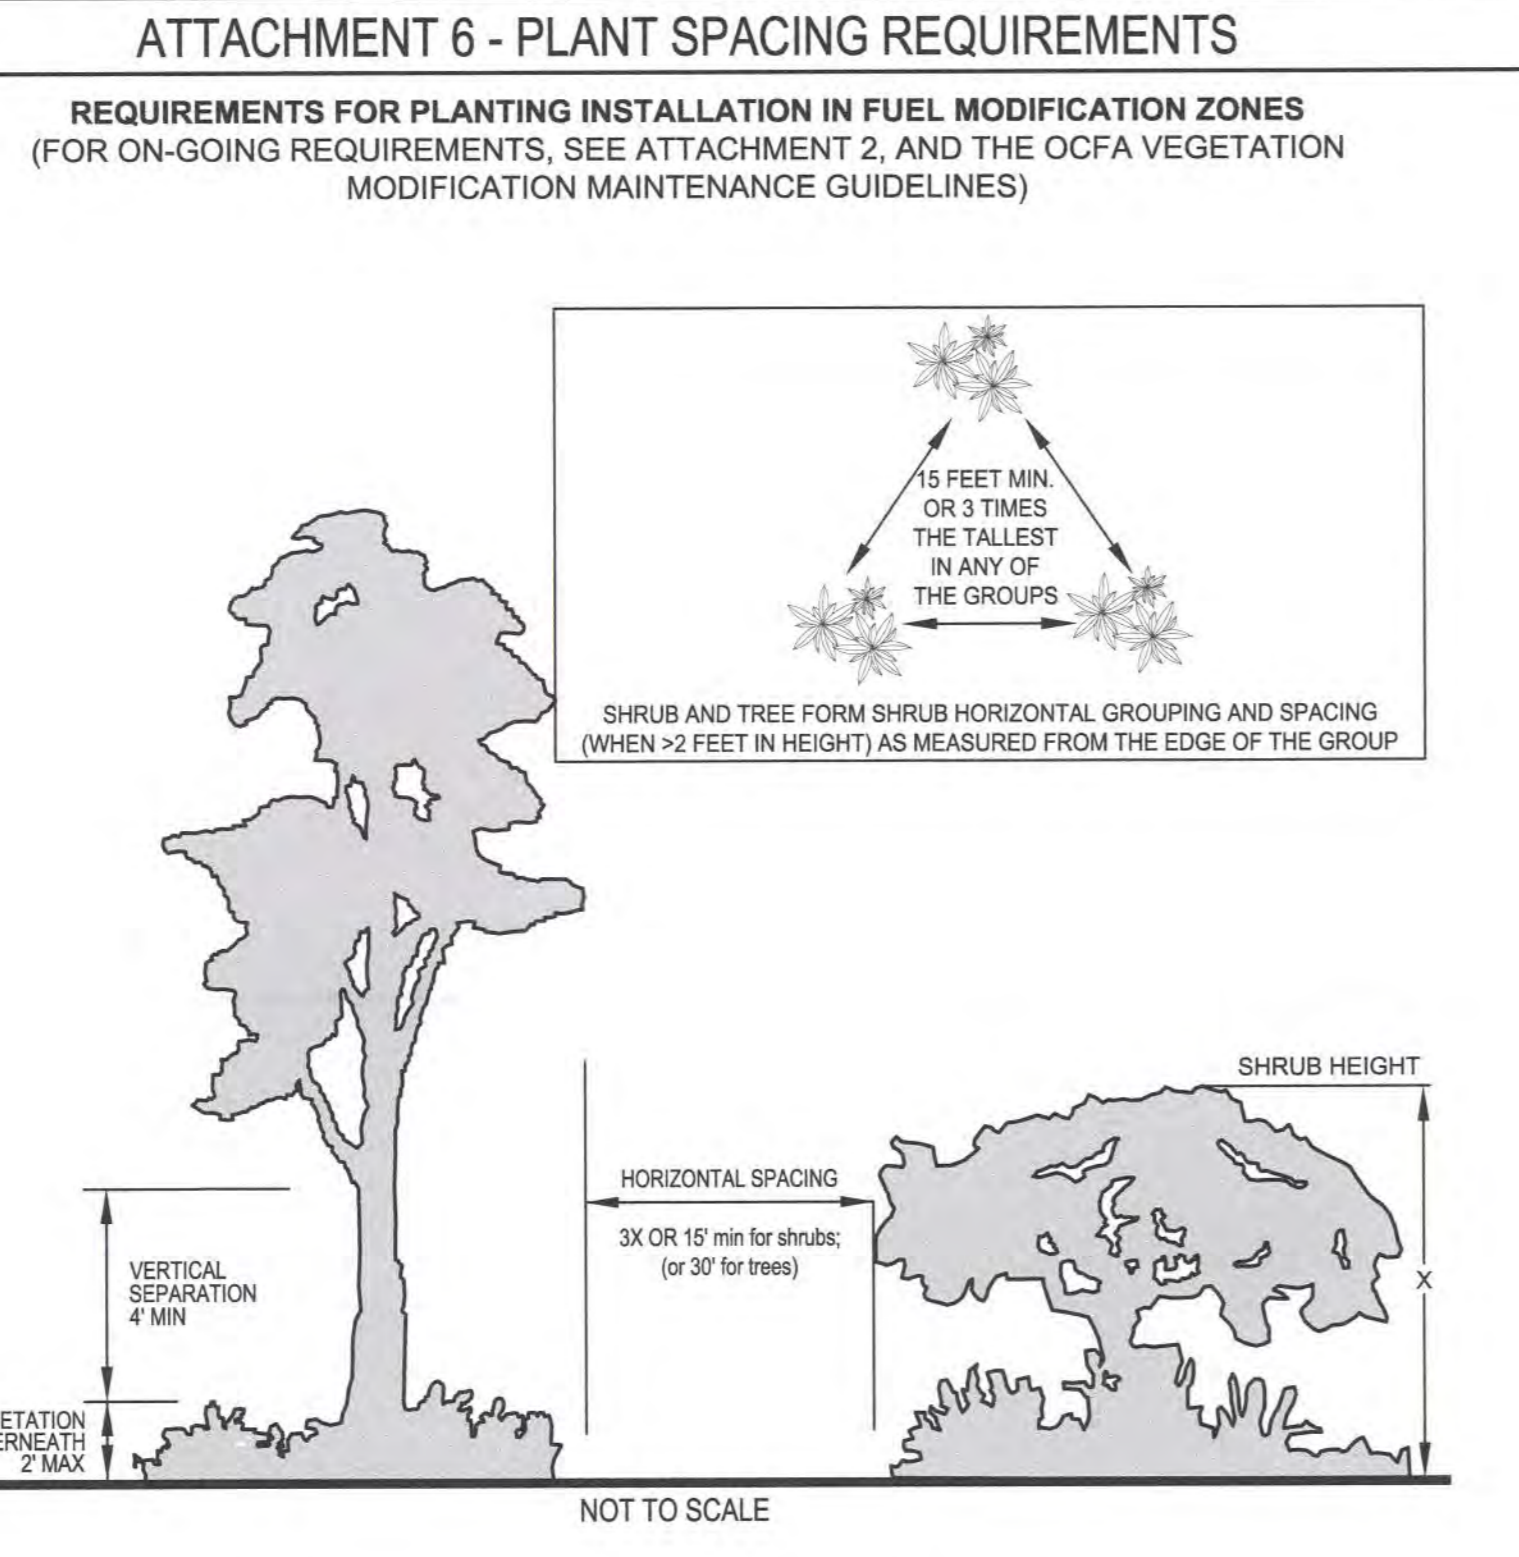 ATTACHMENT 6 - PLANT SPACING REQUIREMENTS
REQUIREMENTS FOR PLANTING INSTALLATION IN FUEL MODIFICATION ZONES
(FOR ON-GOING REQUIREMENTS, SEE ATTACHMENT 2, AND THE OCFA VEGETATION
MODIFICATION MAINTENANCE GUIDELINES)
15 FEET MIN.
OR 3 TIMES
THE TALLEST
IN ANY OF
THE GROUPS
SHRUB AND TREE FORM SHRUB HORIZONTAL GROUPING AND SPACING
(WHEN >2 FEET IN HEIGHT) AS MEASURED FROM THE EDGE OF THE GROUP
SHRUB HEIGHT
HORIZONTAL SPACING
3X OR 15' min for shrubs;
(or 30' for trees)
VERTICAL
SEPARATION
4' MIN
X
ETATION
ERNEATH
2' MAX
NOT TO SCALE